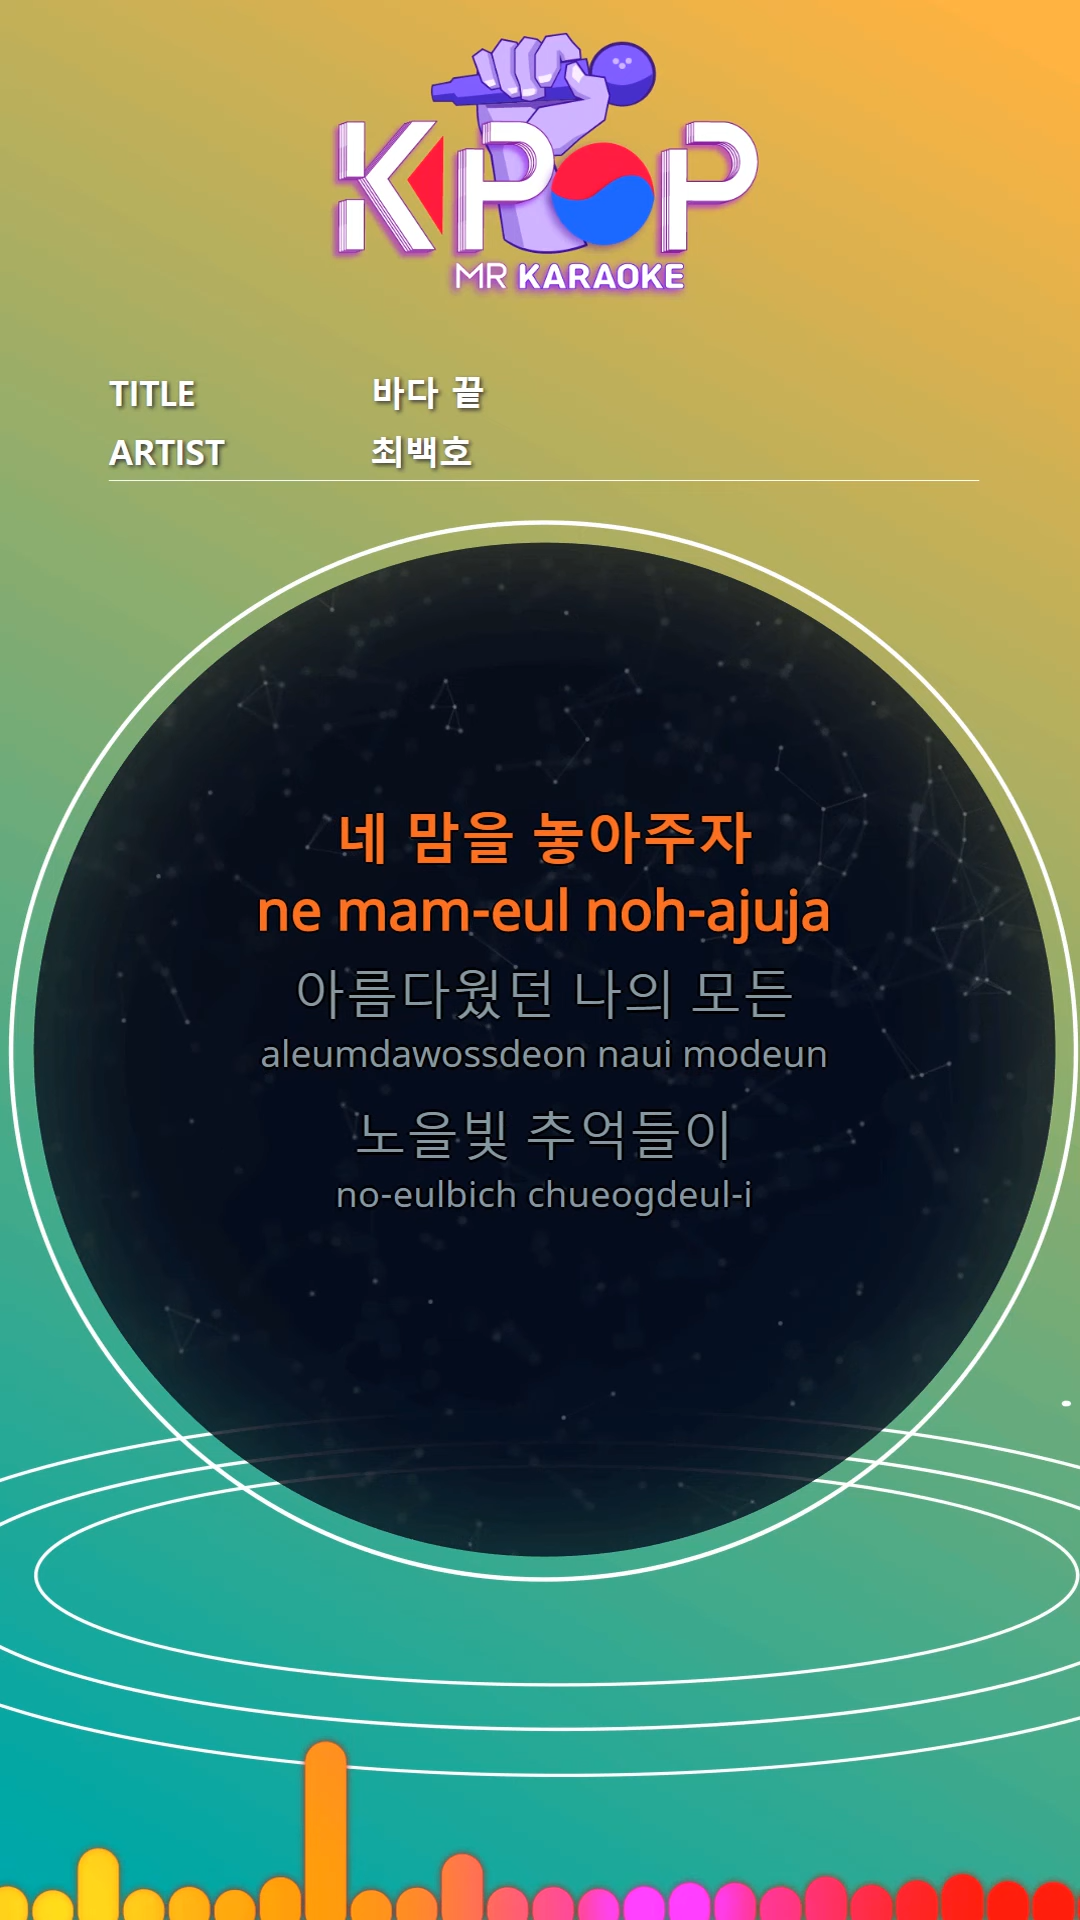 KPOP
MR KARAOKE
TITLE 바다 끝
ARTIST 최백호
네 맘을 놓아주자
ne mam-eul noh-ajuja
아름다웠던 나의 모든
aleumdawossdeon naui modeun
노을빛 추억들이
no-eulbich chueogdeul-i